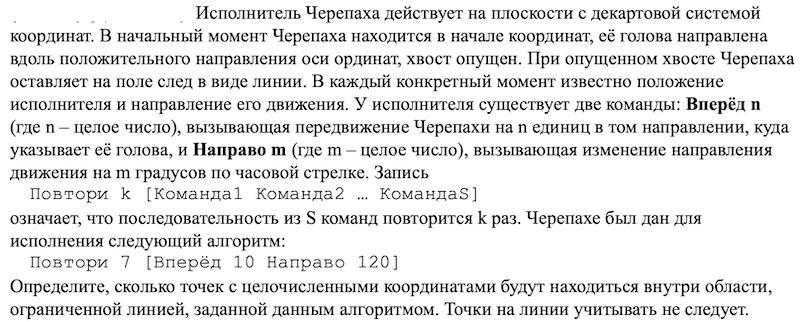 Исполнитель Черепаха действует на плоскости с декартовой системой
координат. В начальный момент Черепаха находится в начале координат, её голова направлена
вдоль положительного направления оси ординат, хвост опущен. При опущенном хвосте Черепаха
оставляет на поле след в виде линии. В каждый конкретный момент известно положение
исполнителя и направление его движения. У исполнителя существует две команды: Вперёд n
(где n – целое число), вызывающая передвижение Черепахи на n единиц в том направлении, куда
указывает её голова, и Направо m (где m – целое число), вызывающая изменение направления
движения на m градусов по часовой стрелке. Запись
Повтори k [Команда1 Команда2 … КомандаS]
означает, что последовательность из S команд повторится k раз. Черепахе был дан для
исполнения следующий алгоритм:
Повтори 7 [Вперёд 10 Направо 120]
Определите, сколько точек с целочисленными координатами будут находиться внутри области,
ограниченной линией, заданной данным алгоритмом. Точки на линии учитывать не следует.